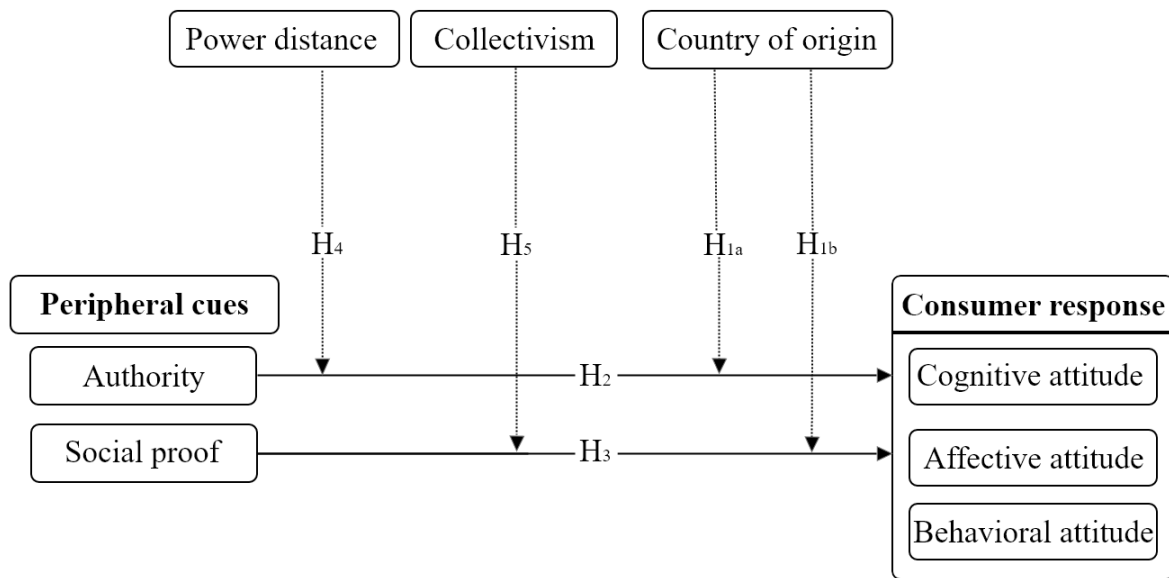 Power distance
Collectivism
Country of origin
H4
H5
H1a
H1b
Peripheral cues
Consumer response
Authority
H2
Cognitive attitude
Social proof
H3
Affective attitude
Behavioral attitude